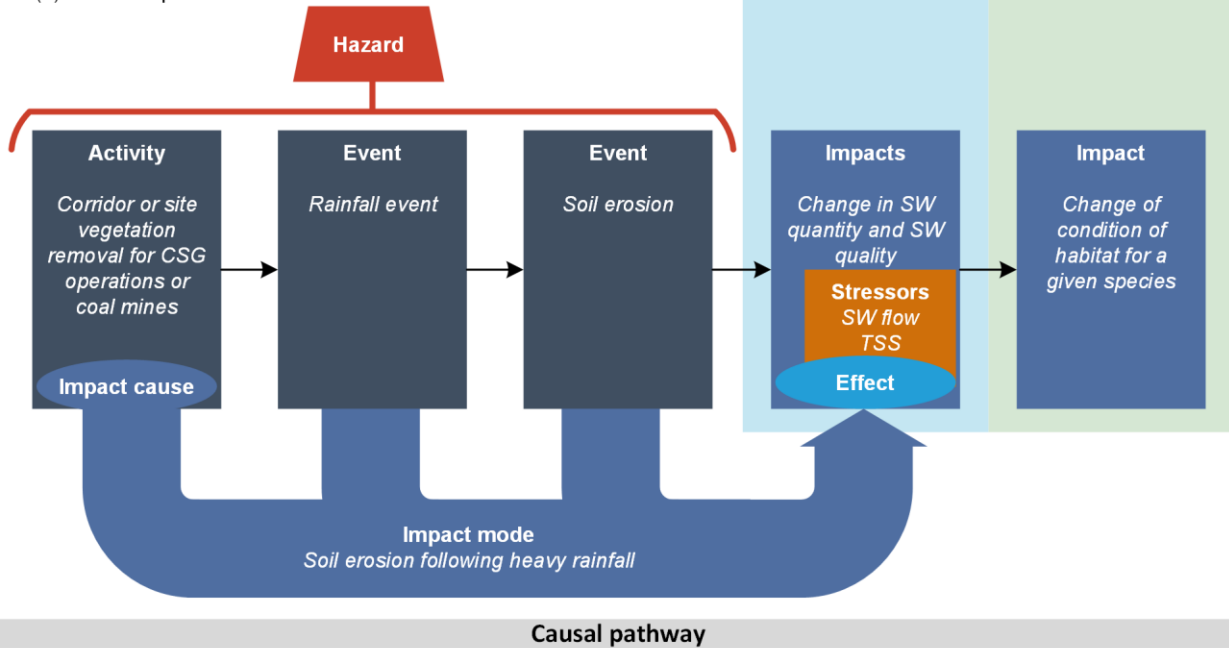 Hazard
Activity
Corridor or site
vegetation
removal for CSG
operations or
coal mines
Impact cause
Event
Rainfall event
Event
Soil erosion
Impacts
Change in SW
quantity and SW
quality
Stressors
SW flow
TSS
Effect
Impact
Change of
condition of
habitat for a
given species
Impact mode
Soil erosion following heavy rainfall
Causal pathway